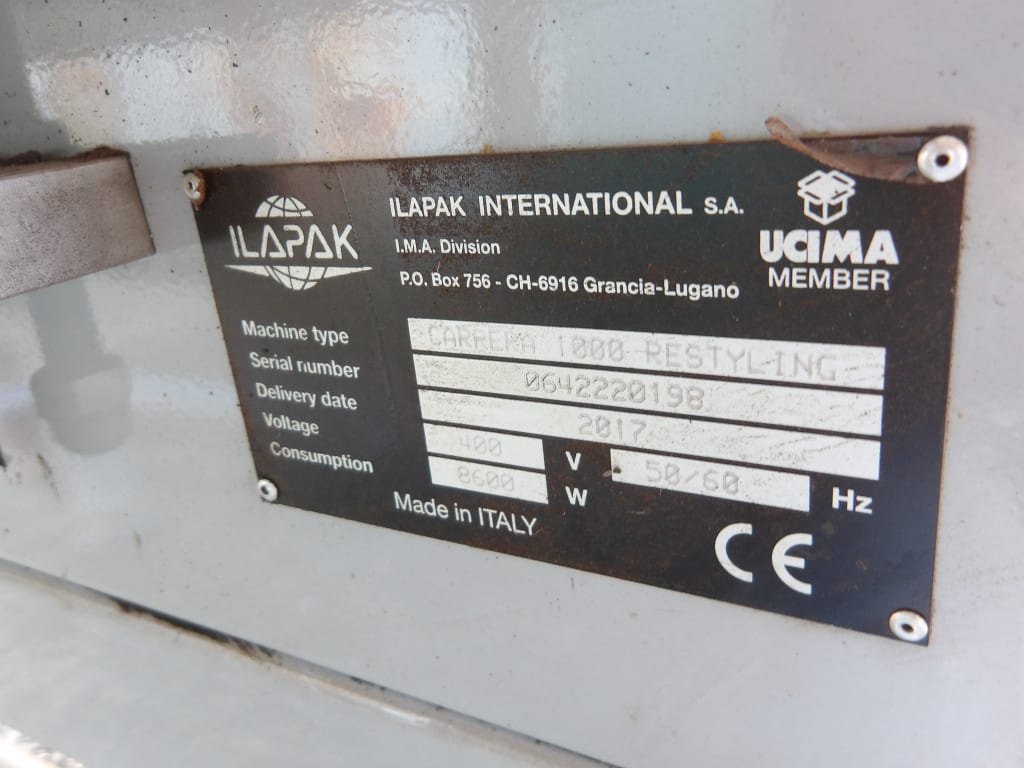 ILAPAK
ILAPAK INTERNATIONAL S.A.
I.M.A. Division
P.O. Box 756 - CH-6916 Grancia-Lugano
UCIMA
MEMBER
Machine type CARRERA 1000 RESTYLING
Serial number 0642220198
Delivery date 2017
Voltage 400 V 50/60 Hz
Consumption 8600 W
Made in ITALY
CE